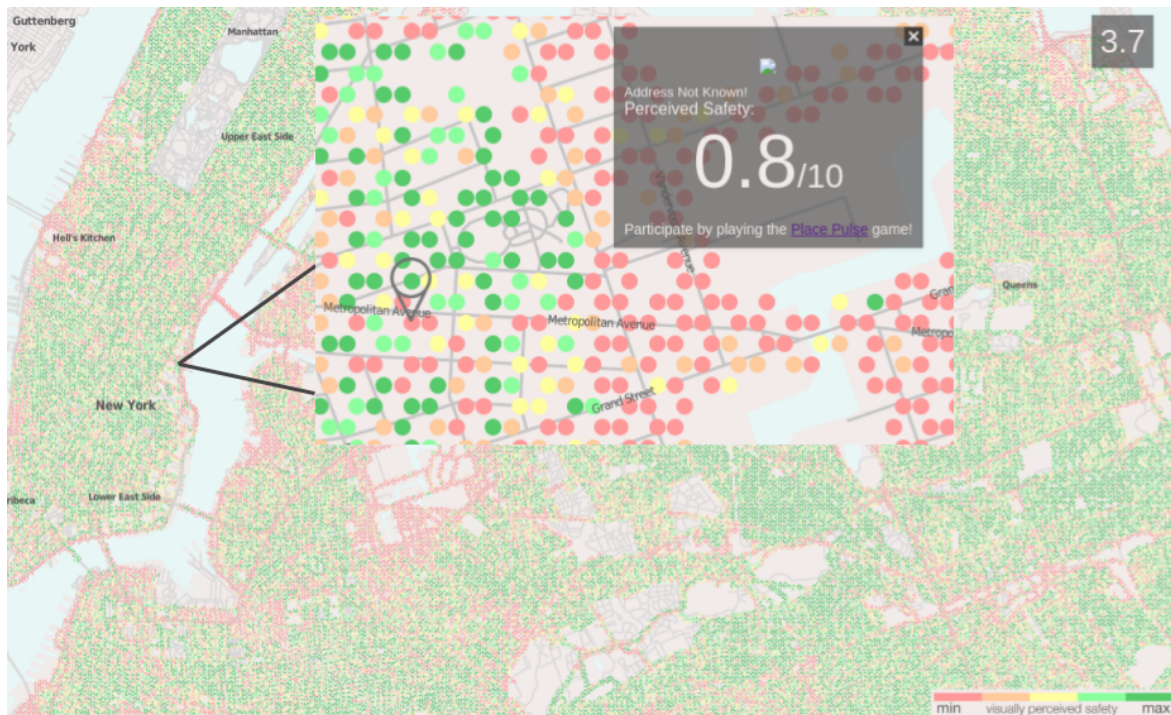 Guttenberg
York
Manhattan
3.7
Address Not Known!
Perceived Safety:
0.8/10
Participate by playing the Place Pulse game!
Upper East Side
Hell's Kitchen
Queens
Metropolitan Avenue
Metropolitan Avenue
Grand Street
New York
Lower East Side
min visually perceived safety max